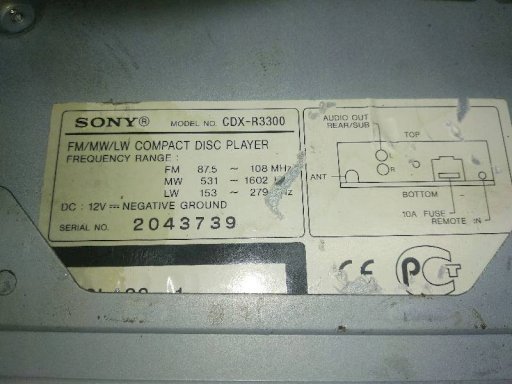 SONY® MODEL NO. CDX-R3300
FM/MW/LW COMPACT DISC PLAYER
FREQUENCY RANGE :
FM 87.5 ~ 108 MHz
MW 531 ~ 1602
LW 153 ~ 279
DC : 12V NEGATIVE GROUND
SERIAL NO. 2043739
AUDIO OUT
REAR/SUB
TOP
R
ANT
BOTTOM
10A FUSE
REMOTE IN
CE